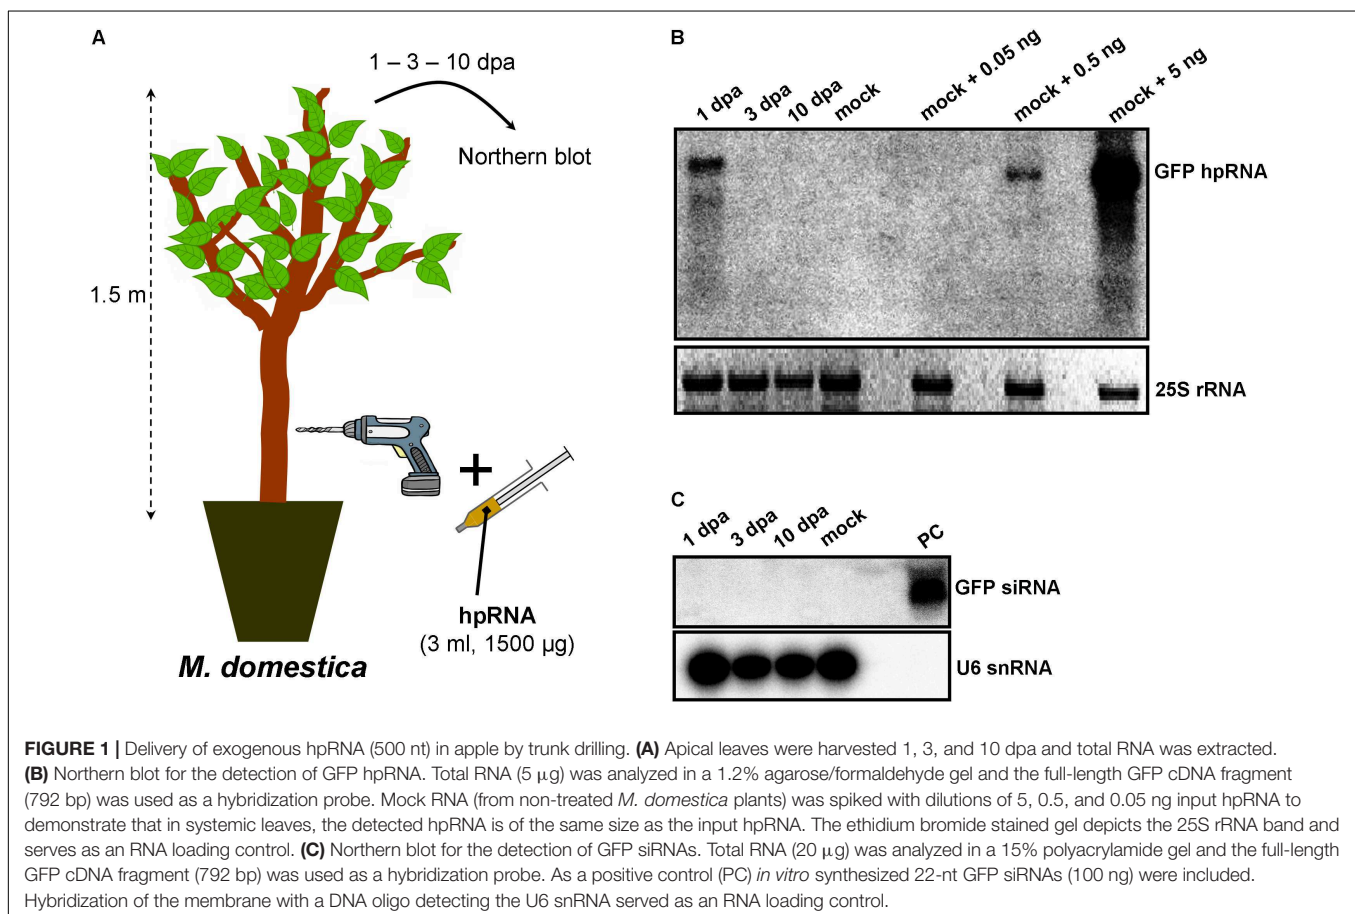 A
1 – 3 – 10 dpa
Northern blot
1.5 m
hpRNA
(3 ml, 1500 µg)
M. domestica
B
1 dpa
3 dpa
10 dpa
mock
mock + 0.05 ng
mock + 0.5 ng
mock + 5 ng
GFP hpRNA
25S rRNA
C
1 dpa
3 dpa
10 dpa
mock
PC
GFP siRNA
U6 snRNA
FIGURE 1 | Delivery of exogenous hpRNA (500 nt) in apple by trunk drilling. (A) Apical leaves were harvested 1, 3, and 10 dpa and total RNA was extracted.
(B) Northern blot for the detection of GFP hpRNA. Total RNA (5 µg) was analyzed in a 1.2% agarose/formaldehyde gel and the full-length GFP cDNA fragment
(792 bp) was used as a hybridization probe. Mock RNA (from non-treated M. domestica plants) was spiked with dilutions of 5, 0.5, and 0.05 ng input hpRNA to
demonstrate that in systemic leaves, the detected hpRNA is of the same size as the input hpRNA. The ethidium bromide stained gel depicts the 25S rRNA band and
serves as an RNA loading control. (C) Northern blot for the detection of GFP siRNAs. Total RNA (20 µg) was analyzed in a 15% polyacrylamide gel and the full-length
GFP cDNA fragment (792 bp) was used as a hybridization probe. As a positive control (PC) in vitro synthesized 22-nt GFP siRNAs (100 ng) were included.
Hybridization of the membrane with a DNA oligo detecting the U6 snRNA served as an RNA loading control.